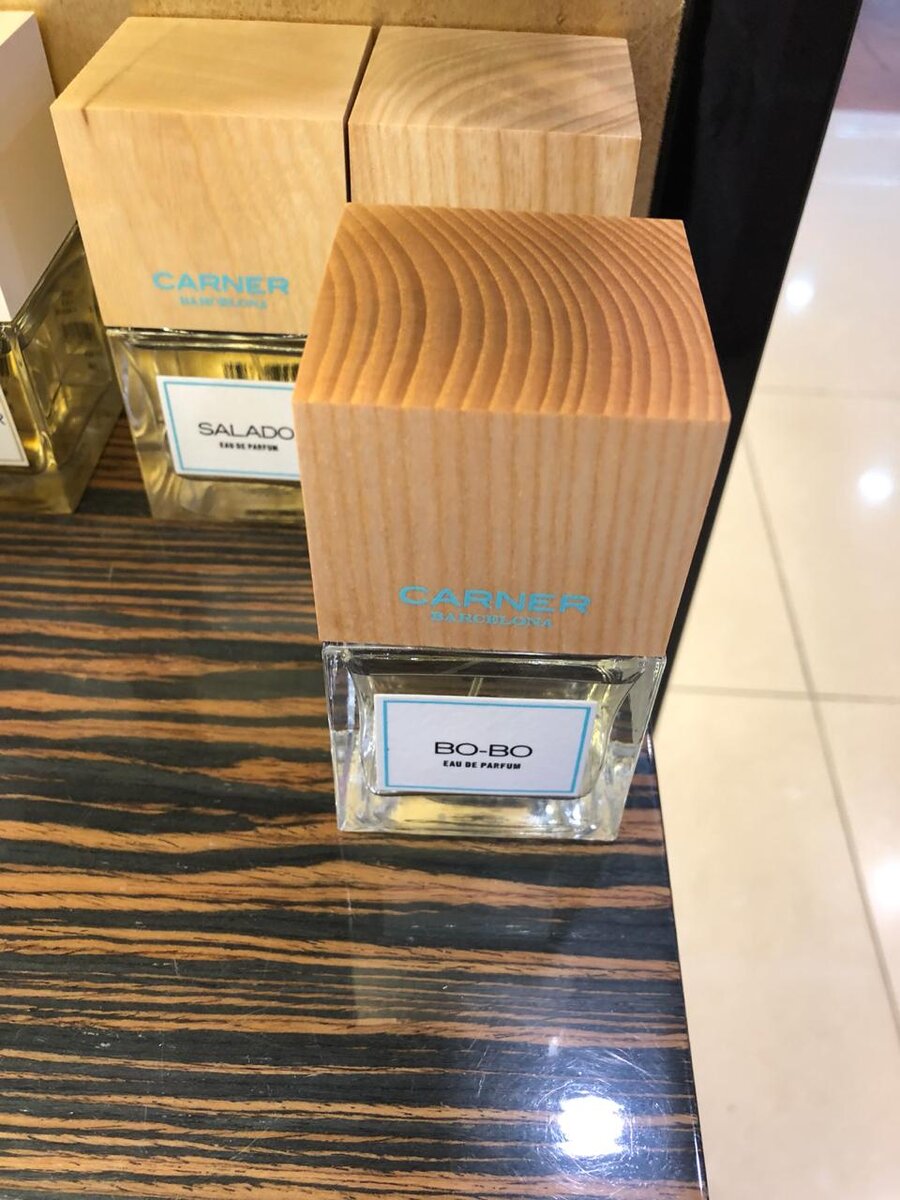 CARNER
BARCELONA
SALADO
EAU DE PARFUM
CARNER
BARCELONA
BO-BO
EAU DE PARFUM